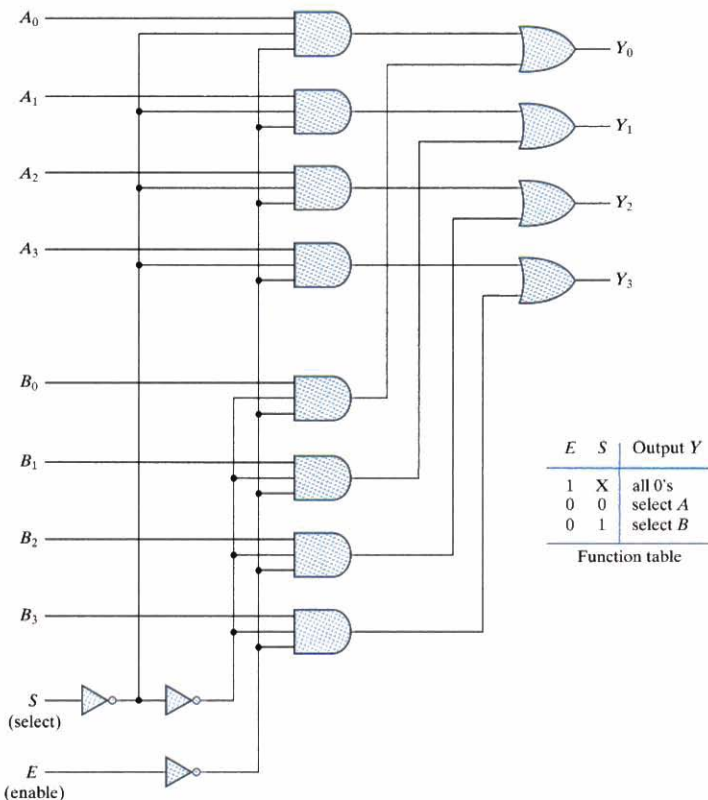 A0
Y0
A1
Y1
A2
Y2
A3
Y3
B0
B1
E S Output Y
1 X all 0's
0 0 select A
0 1 select B
Function table
B2
B3
S
(select)
E
(enable)